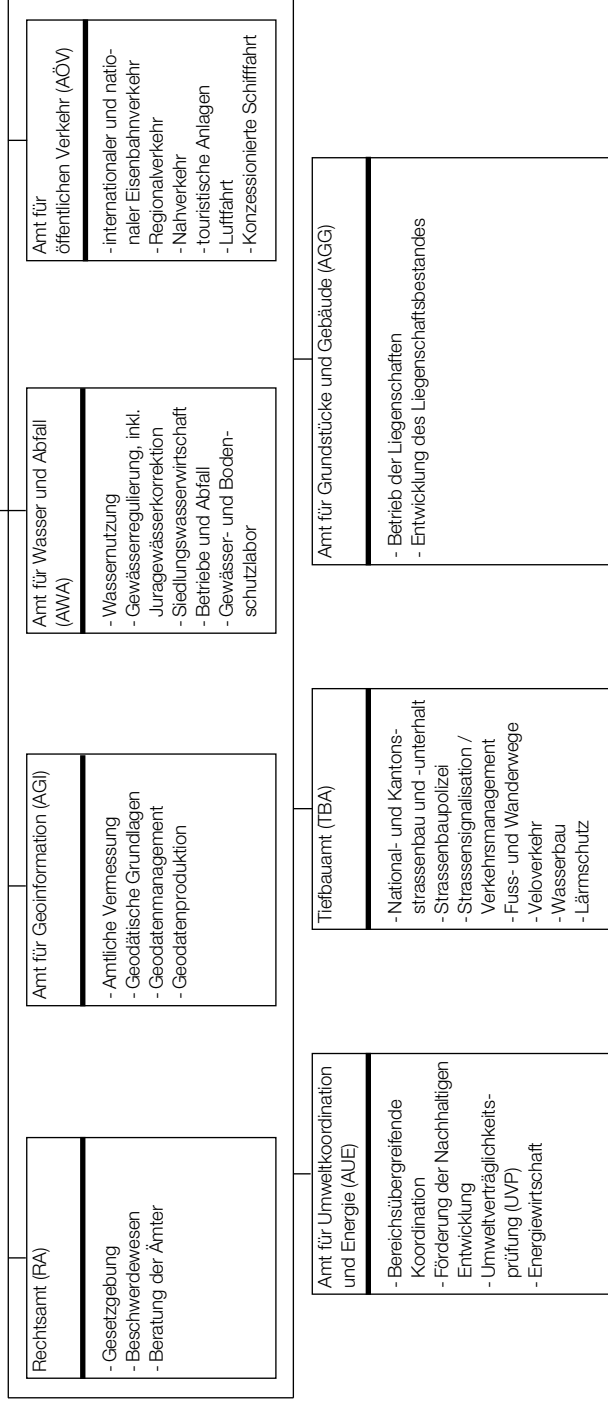 Rechtsamt (RA)
- Gesetzgebung
- Beschwerdewesen
- Beratung der Ämter
Amt für Geoinformation (AGI)
- Amtliche Vermessung
- Geodätische Grundlagen
- Geodatenmanagement
- Geodatenproduktion
Amt für Wasser und Abfall
(AWA)
- Wassernutzung
- Gewässerregulierung, inkl.
Juragewässerkorrektion
- Siedlungswasserwirtschaft
- Betriebe und Abfall
- Gewässer- und Boden-
schutzlabor
Amt für
öffentlichen Verkehr (AÖV)
- internationaler und natio-
naler Eisenbahnverkehr
- Regionalverkehr
- Nahverkehr
- touristische Anlagen
- Luftfahrt
- Konzessionierte Schifffahrt
Amt für Umweltkoordination
und Energie (AUE)
- Bereichsübergreifende
Koordination
- Förderung der Nachhaltigen
Entwicklung
- Umweltverträglichkeits-
prüfung (UVP)
- Energiewirtschaft
Tiefbauamt (TBA)
- National- und Kantons-
strassenbau und -unterhalt
- Strassenbaupolizei
- Strassensignalisation /
Verkehrsmanagement
- Fuss- und Wanderwege
- Veloverkehr
- Wasserbau
- Lärmschutz
Amt für Grundstücke und Gebäude (AGG)
- Betrieb der Liegenschaften
- Entwicklung des Liegenschaftsbestandes